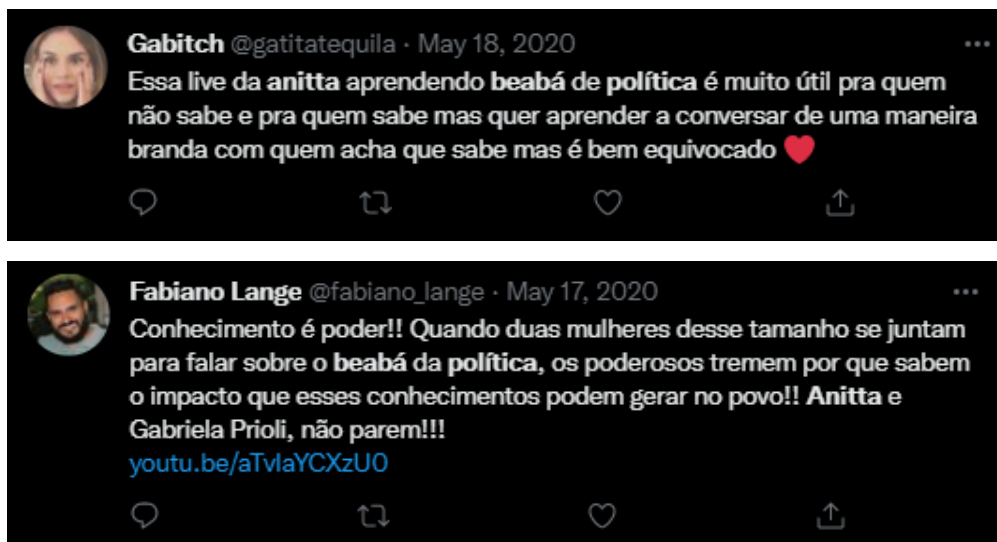 Gabitch @gatitatequila · May 18, 2020
Essa live da anitta aprendendo beabá de política é muito útil pra quem
não sabe e pra quem sabe mas quer aprender a conversar de uma maneira
branda com quem acha que sabe mas é bem equivocado ❤️
Fabiano Lange @fabiano_lange · May 17, 2020
Conhecimento é poder!! Quando duas mulheres desse tamanho se juntam
para falar sobre o beabá da política, os poderosos tremem por que sabem
o impacto que esses conhecimentos podem gerar no povo!! Anitta e
Gabriela Prioli, não parem!!!
youtu.be/aTvlaYCXzU0